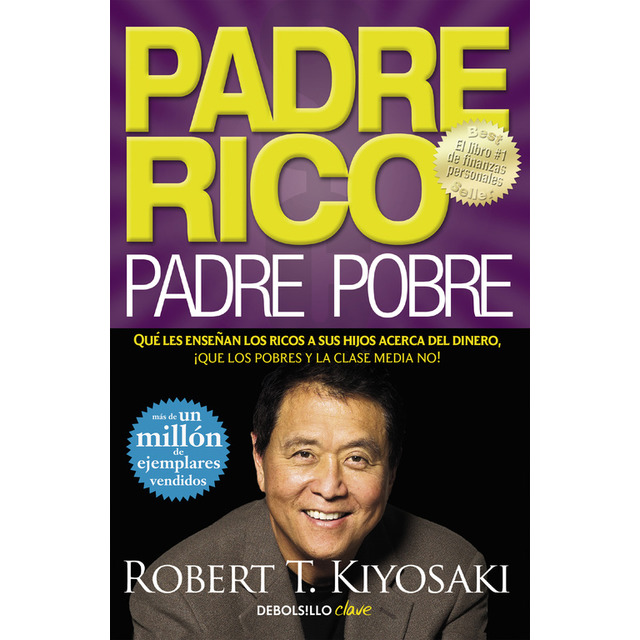 PADRE
RICO
Best
El libro #1
de finanzas
personales
Seller
PADRE POBRE
QUÉ LES ENSEÑAN LOS RICOS A SUS HIJOS ACERCA DEL DINERO,
¡QUE LOS POBRES Y LA CLASE MEDIA NO!
más de un
millón
de
ejemplares
vendidos
ROBERT T. KIYOSAKI
DEBOLS!LLO clave